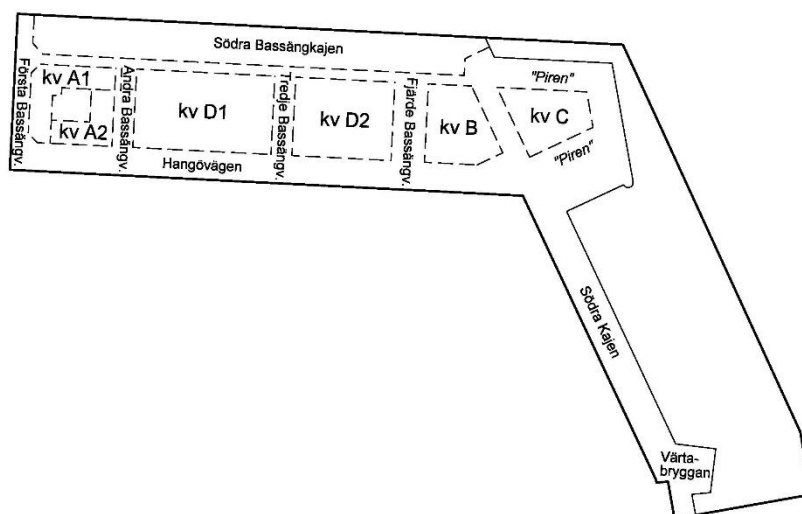 Södra Bassängkajen
Första Bassängv.
kv A1
kv A2
Andra Bassängv.
kv D1
Hangövägen
Tredje Bassängv.
kv D2
Fjärde Bassängv.
kv B
"Piren"
kv C
"Piren"
Södra Kajen
Värta-
bryggan